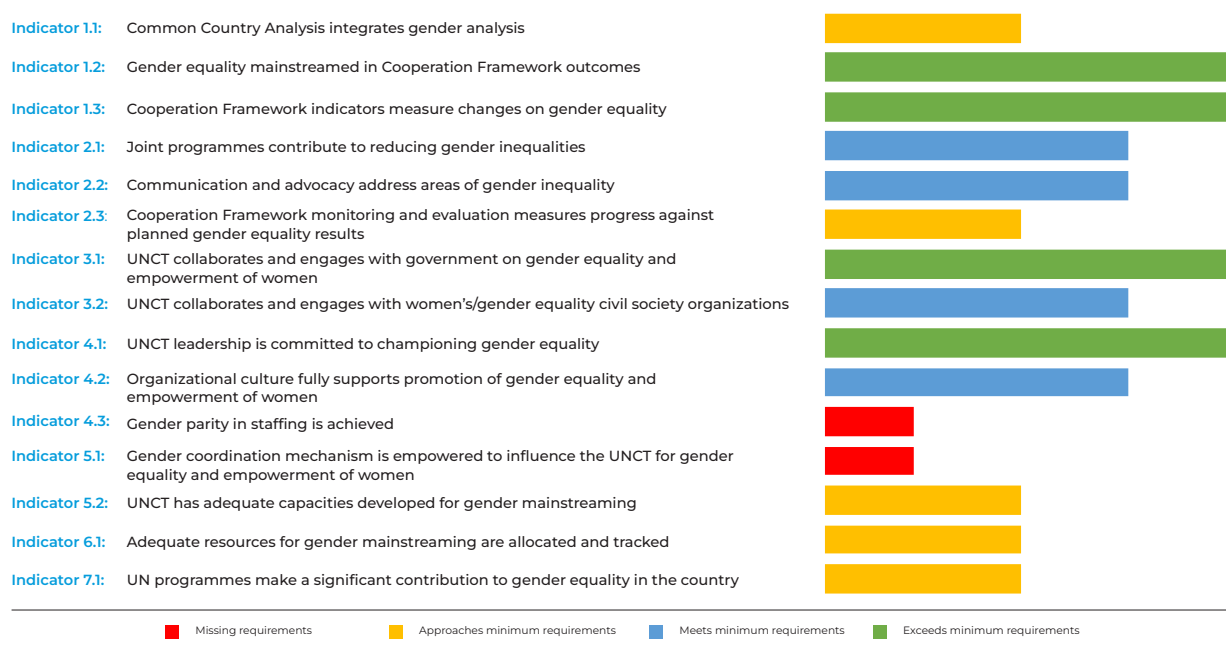 Indicator 1.1: Common Country Analysis integrates gender analysis
Indicator 1.2: Gender equality mainstreamed in Cooperation Framework outcomes
Indicator 1.3: Cooperation Framework indicators measure changes on gender equality
Indicator 2.1: Joint programmes contribute to reducing gender inequalities
Indicator 2.2: Communication and advocacy address areas of gender inequality
Indicator 2.3: Cooperation Framework monitoring and evaluation measures progress against
planned gender equality results
Indicator 3.1: UNCT collaborates and engages with government on gender equality and
empowerment of women
Indicator 3.2: UNCT collaborates and engages with women’s/gender equality civil society organizations
Indicator 4.1: UNCT leadership is committed to championing gender equality
Indicator 4.2: Organizational culture fully supports promotion of gender equality and
empowerment of women
Indicator 4.3: Gender parity in staffing is achieved
Indicator 5.1: Gender coordination mechanism is empowered to influence the UNCT for gender
equality and empowerment of women
Indicator 5.2: UNCT has adequate capacities developed for gender mainstreaming
Indicator 6.1: Adequate resources for gender mainstreaming are allocated and tracked
Indicator 7.1: UN programmes make a significant contribution to gender equality in the country
Missing requirements Approaches minimum requirements Meets minimum requirements Exceeds minimum requirements